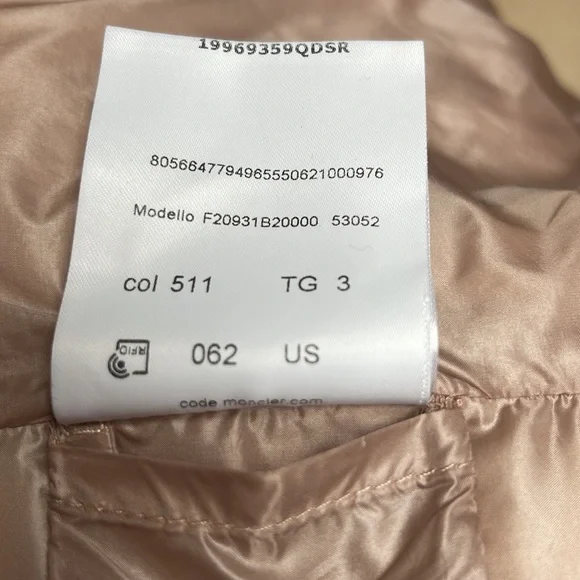 19969359QDSR
8056647794965550621000976
Modello F20931B20000 53052
col 511 TG 3
RFID 062 US
code moncler.com